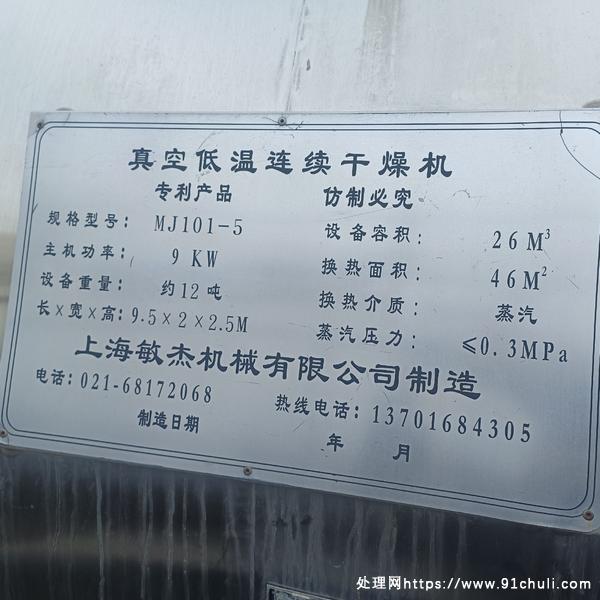 真空低温连续干燥机
专利产品 仿制必究
规格型号: MJ101-5 设备容积: 26M³
主机功率: 9 KW 换热面积: 46M²
设备重量: 约12吨 换热介质: 蒸汽
长×宽×高: 9.5×2×2.5M 蒸汽压力: ≤0.3MPa
上海敏杰机械有限公司制造
电话: 021-68172068 热线电话: 13701684305
制造日期 年 月
处理网https://www.91chuli.com/